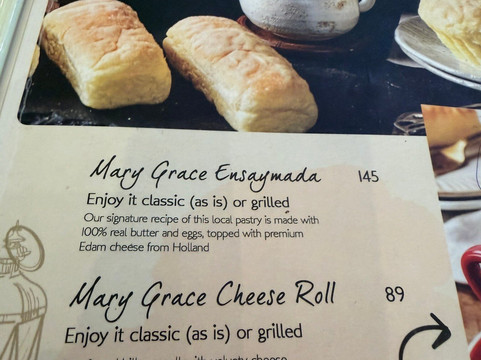 Mary Grace Ensaymada 145
Enjoy it classic (as is) or grilled
Our signature recipe of this local pastry is made with
100% real butter and eggs, topped with premium
Edam cheese from Holland
Mary Grace Cheese Roll 89
Enjoy it classic (as is) or grilled